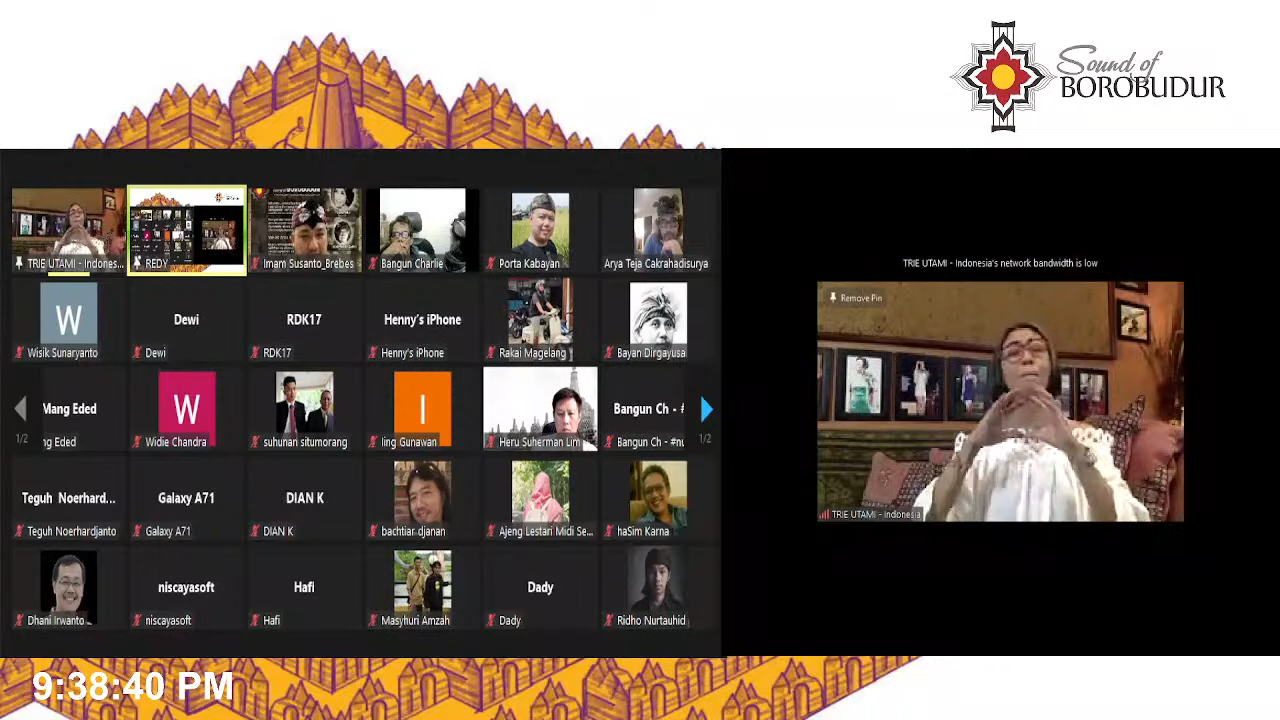 Sound of
BOROBUDUR
TRIE UTAMI - Indones...
REDY
Imam Susanto_Brebes
Bangun Charlie
Porta Kabayan
Arya Teja Cakrahadisurya
W
Wisik Sunaryanto
Dewi
Dewi
RDK17
RDK17
Henny's iPhone
Henny's iPhone
Rakai Magelang
Bayan Dirgayusa
Mang Eded
ng Eded
W
Widie Chandra
suhunan situmorang
I
Iing Gunawan
Heru Suherman Lim
Bangun Ch - #
Bangun Ch - #nu
1/2
1/2
Teguh Noerhard...
Teguh Noerhardjanto
Galaxy A71
Galaxy A71
DIAN K
DIAN K
bachtiar djanan
Ajeng Lestari Midi Se...
haSim Karna
Dhani Irwanto
niscayasoft
niscayasoft
Hafi
Hafi
Masyhuri Amzah
Dady
Dady
Ridho Nurtauhid
TRIE UTAMI - Indonesia's network bandwidth is low
Remove Pin
TRIE UTAMI - Indonesia
9:38:40 PM